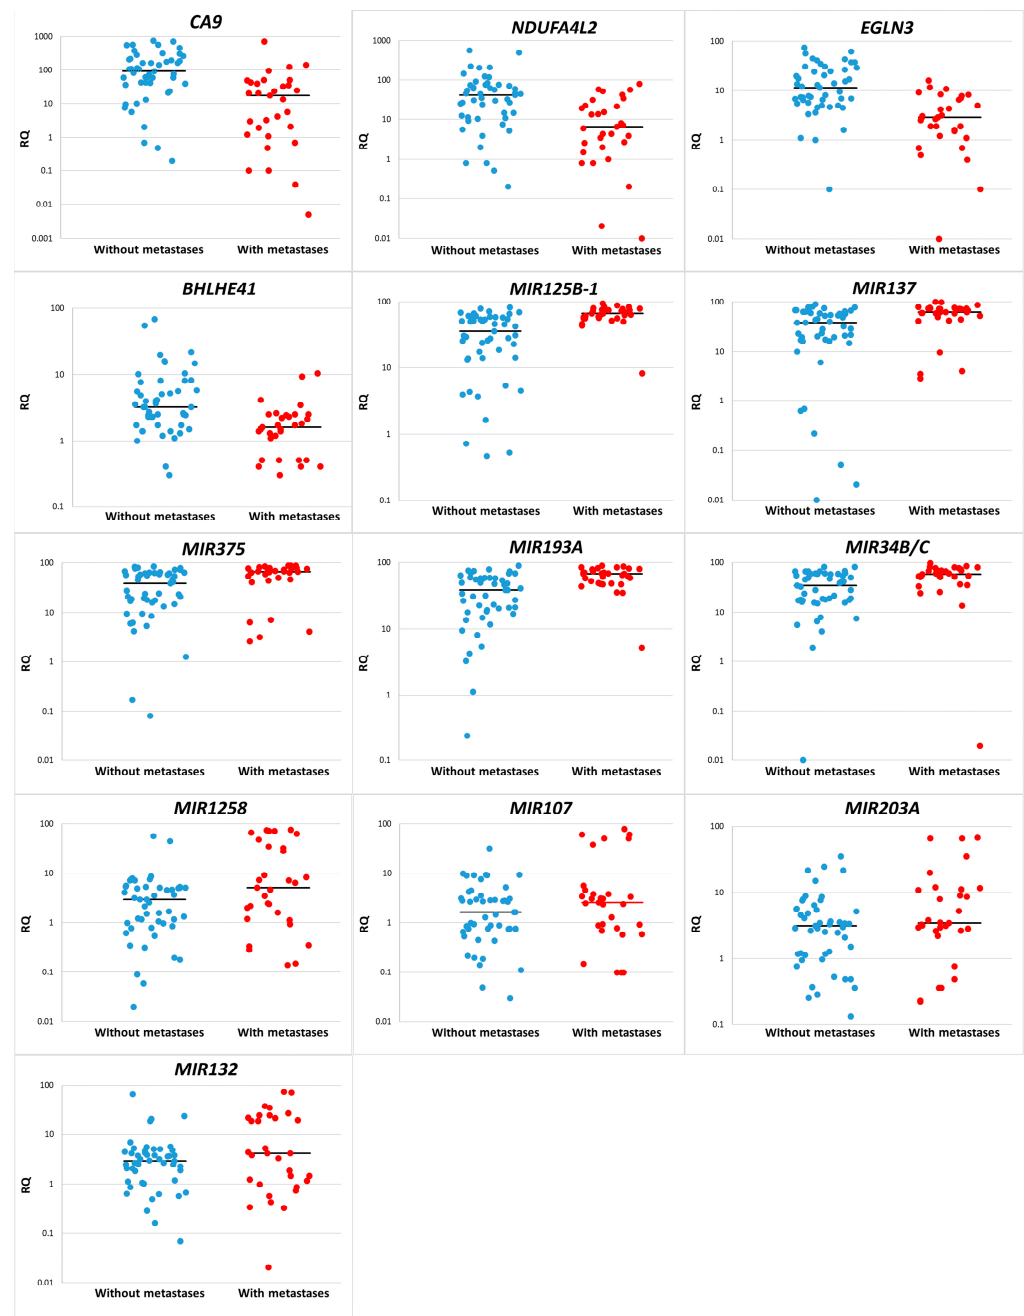 CA9
1000
100
10
1
0.1
0.01
0.001
RQ
Without metastases
With metastases
NDUFA4L2
1000
100
10
1
0.1
0.01
RQ
Without metastases
With metastases
EGLN3
100
10
1
0.1
0.01
RQ
Without metastases
With metastases
BHLHE41
100
10
1
0.1
RQ
Without metastases
With metastases
MIR125B-1
100
10
1
0.1
RQ
Without metastases
With metastases
MIR137
100
10
1
0.1
0.01
RQ
Without metastases
With metastases
MIR375
100
10
1
0.1
0.01
RQ
Without metastases
With metastases
MIR193A
100
10
1
0.1
RQ
Without metastases
With metastases
MIR34B/C
100
10
1
0.1
0.01
RQ
Without metastases
With metastases
MIR1258
100
10
1
0.1
0.01
RQ
Without metastases
With metastases
MIR107
100
10
1
0.1
0.01
RQ
Without metastases
With metastases
MIR203A
100
10
1
0.1
RQ
Without metastases
With metastases
MIR132
100
10
1
0.1
0.01
RQ
Without metastases
With metastases